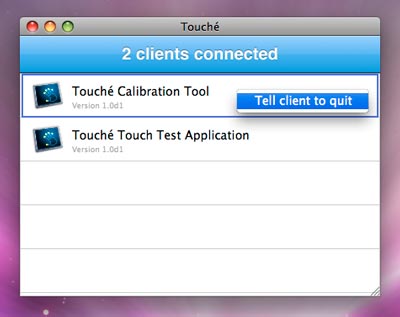 Touché
2 clients connected
Touché Calibration Tool
Version 1.0d1
Tell client to quit
Touché Touch Test Application
Version 1.0d1